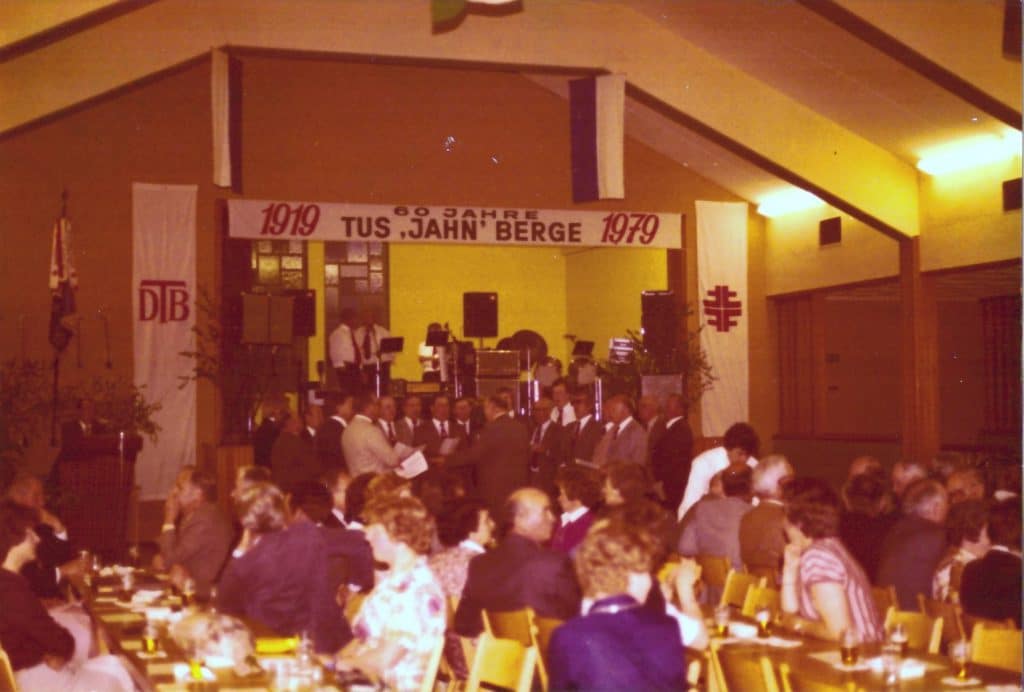 60 JAHRE
1919 TUS ‚JAHN' BERGE 1979
DTB